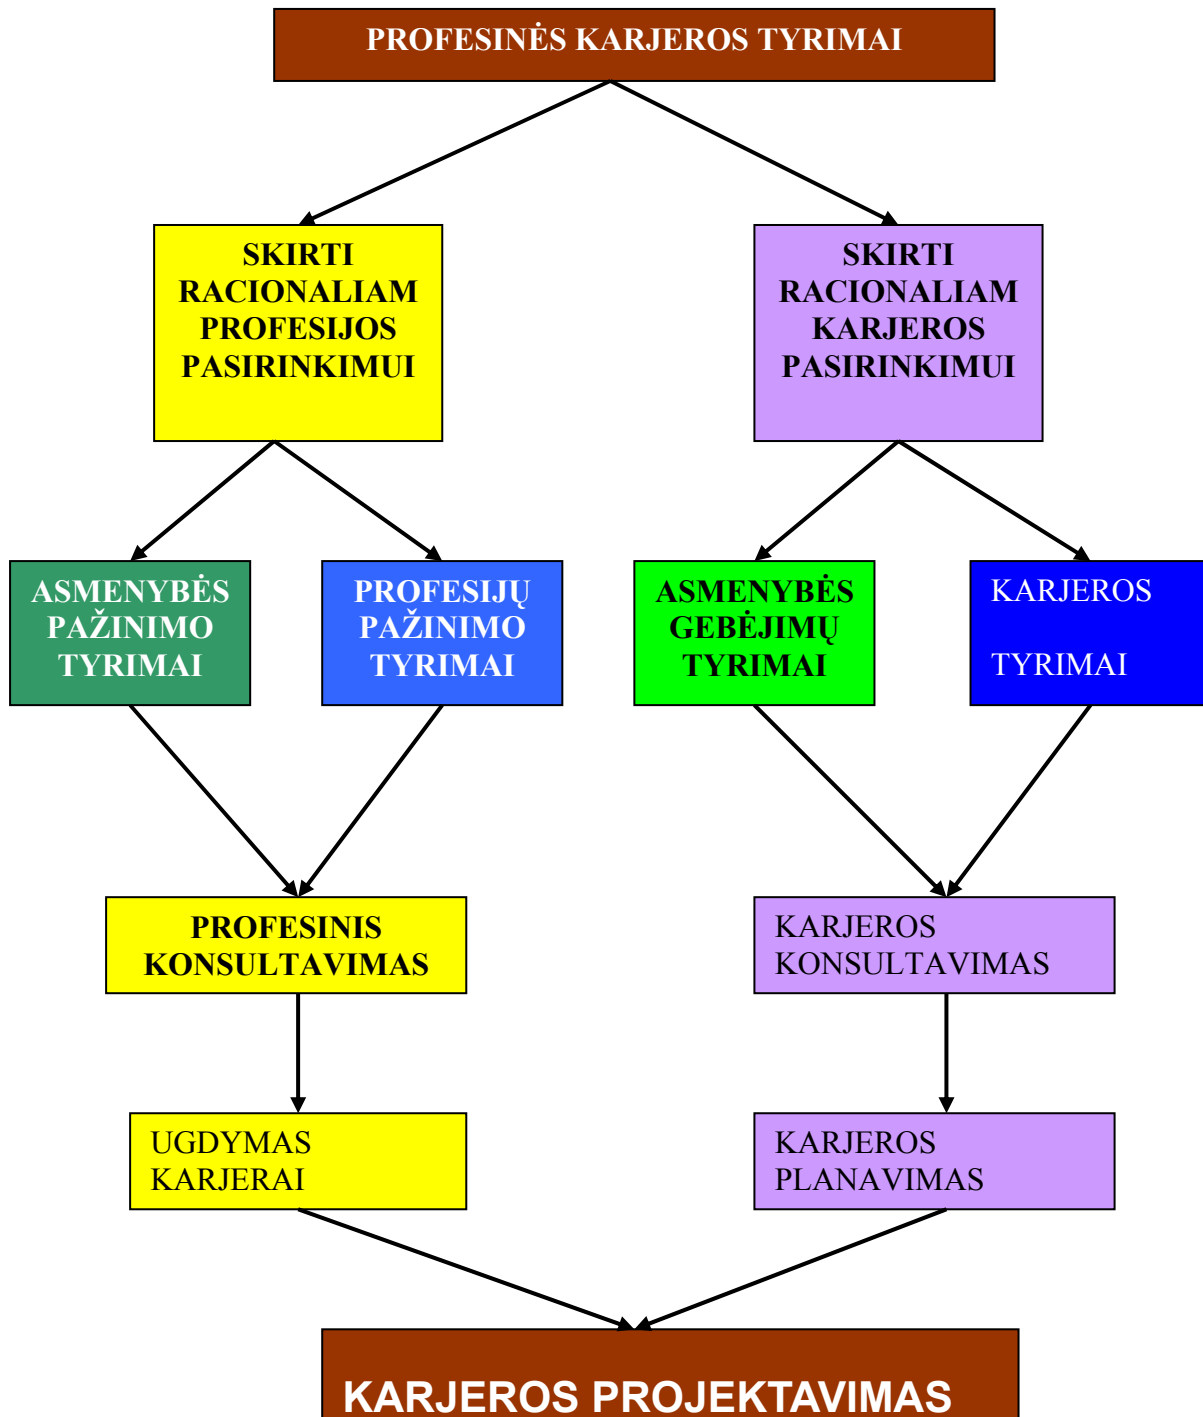 PROFESINĖS KARJEROS TYRIMAI
SKIRTI
RACIONALIAM
PROFESIJOS
PASIRINKIMUI
SKIRTI
RACIONALIAM
KARJEROS
PASIRINKIMUI
ASMENYBĖS
PAŽINIMO
TYRIMAI
PROFESIJŲ
PAŽINIMO
TYRIMAI
ASMENYBĖS
GEBĖJIMŲ
TYRIMAI
KARJEROS
TYRIMAI
PROFESINIS
KONSULTAVIMAS
KARJEROS
KONSULTAVIMAS
UGDYMAS
KARJERAI
KARJEROS
PLANAVIMAS
KARJEROS PROJEKTAVIMAS